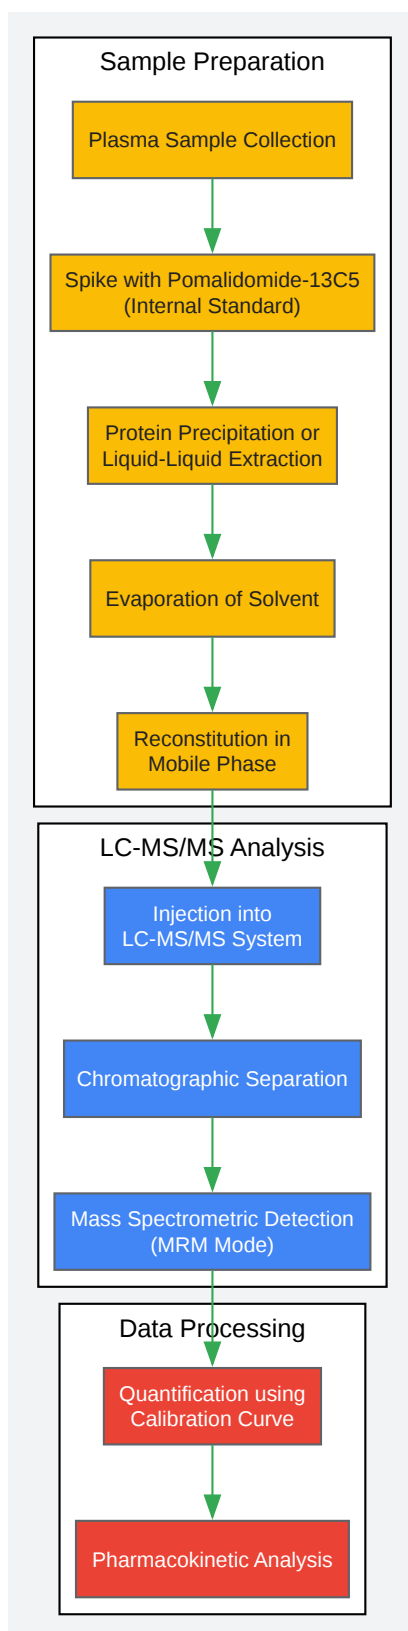 Sample Preparation
Plasma Sample Collection
Spike with Pomalidomide-13C5
(Internal Standard)
Protein Precipitation or
Liquid-Liquid Extraction
Evaporation of Solvent
Reconstitution in
Mobile Phase
LC-MS/MS Analysis
Injection into
LC-MS/MS System
Chromatographic Separation
Mass Spectrometric Detection
(MRM Mode)
Data Processing
Quantification using
Calibration Curve
Pharmacokinetic Analysis